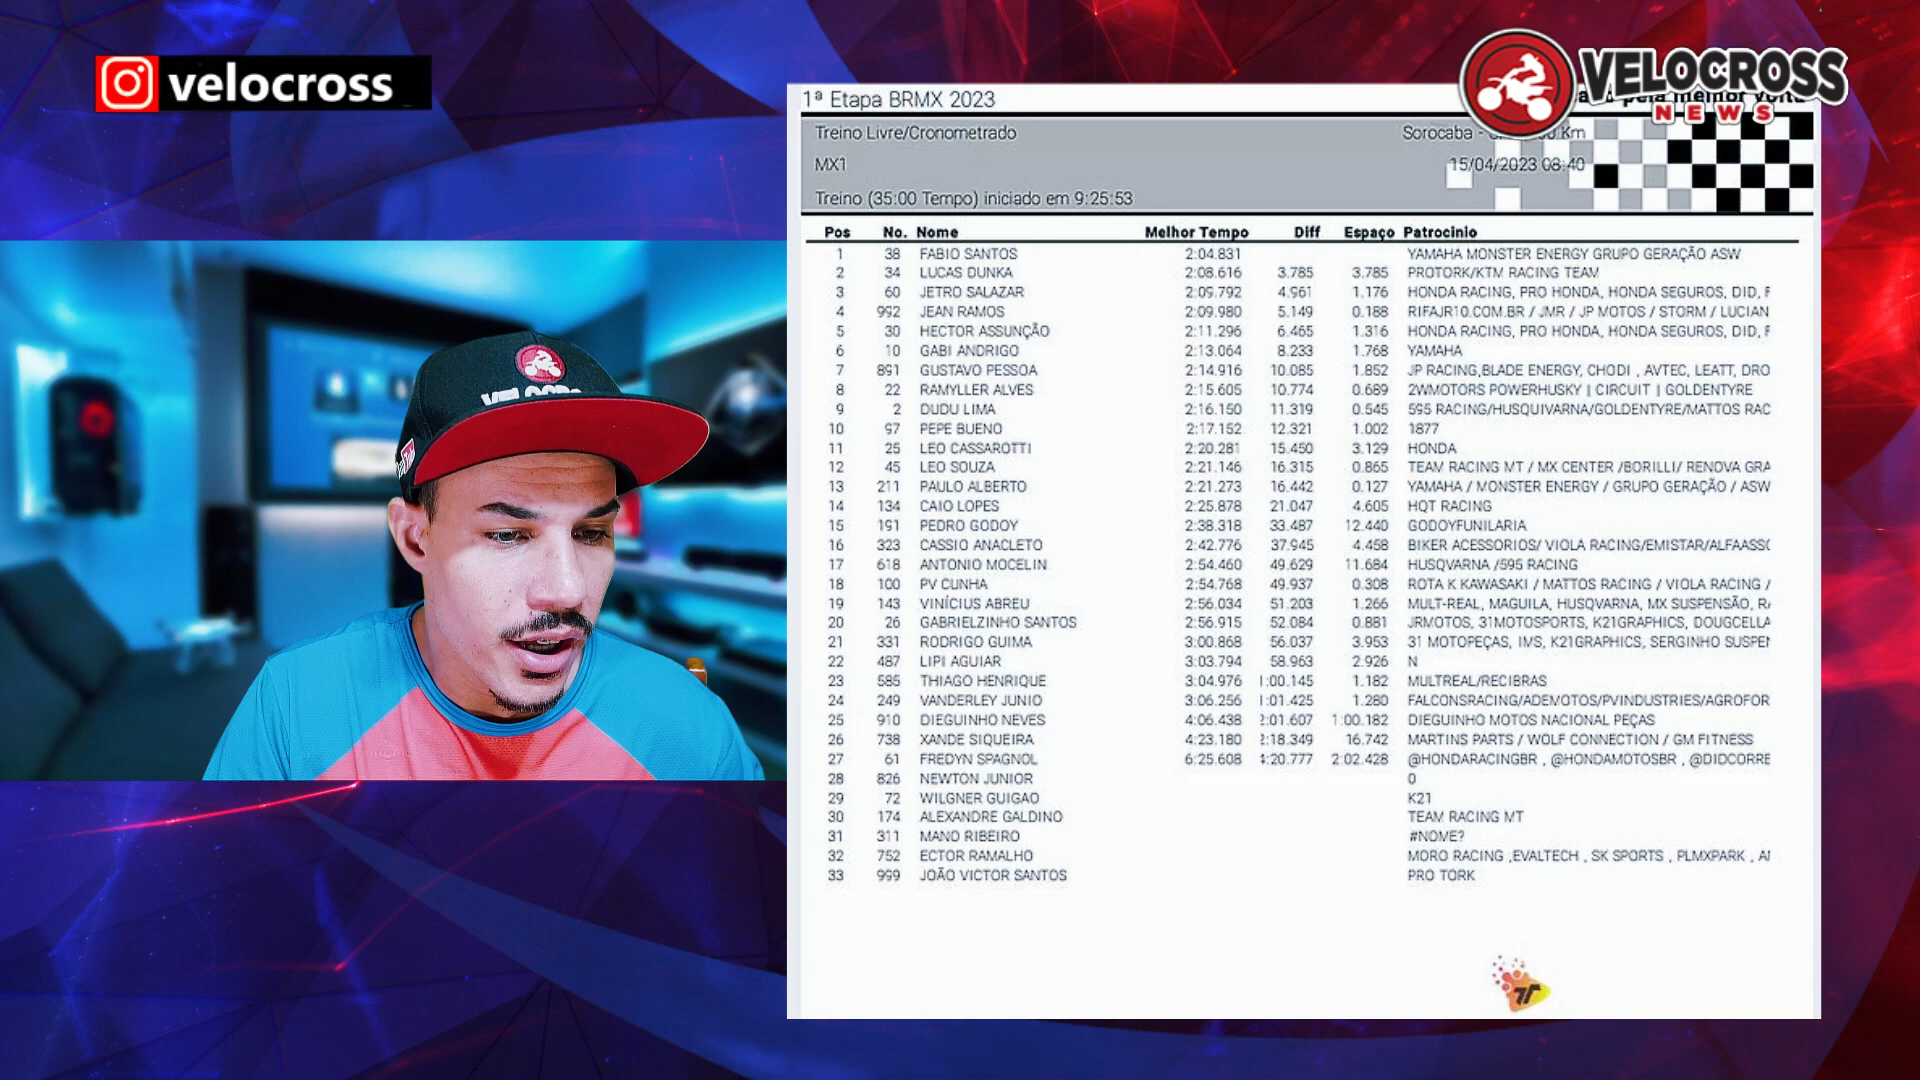 velocross
VELOCROSS
NEWS
1ª Etapa BRMX 2023
Treino Livre/Cronometrado
Sorocaba - Km
MX1
15/04/2023 08:40
Treino (35:00 Tempo) iniciado em 9:25:53
Pos No. Nome Melhor Tempo Diff Espaço Patrocinio
1 38 FABIO SANTOS 2:04.831 YAMAHA MONSTER ENERGY GRUPO GERAÇÃO ASW
2 34 LUCAS DUNKA 2:08.616 3.785 3.785 PROTORK/KTM RACING TEAM
3 60 JETRO SALAZAR 2:09.792 4.961 1.176 HONDA RACING, PRO HONDA, HONDA SEGUROS, DID, F
4 992 JEAN RAMOS 2:09.980 5.149 0.188 RIFAJR10.COM.BR / JMR / JP MOTOS / STORM / LUCIAN
5 30 HECTOR ASSUNÇÃO 2:11.296 6.465 1.316 HONDA RACING, PRO HONDA, HONDA SEGUROS, DID, F
6 10 GABI ANDRIGO 2:13.064 8.233 1.768 YAMAHA
7 891 GUSTAVO PESSOA 2:14.916 10.085 1.852 JP RACING,BLADE ENERGY, CHODI , AVTEC, LEATT, DRO
8 22 RAMYLLER ALVES 2:15.605 10.774 0.689 2WMOTORS POWERHUSKY | CIRCUIT | GOLDENTYRE
9 2 DUDU LIMA 2:16.150 11.319 0.545 595 RACING/HUSQUIVARNA/GOLDENTYRE/MATTOS RAC
10 97 PEPE BUENO 2:17.152 12.321 1.002 1877
11 25 LEO CASSAROTTI 2:20.281 15.450 3.129 HONDA
12 45 LEO SOUZA 2:21.146 16.315 0.865 TEAM RACING MT / MX CENTER /BORILLI/ RENOVA GRA
13 211 PAULO ALBERTO 2:21.273 16.442 0.127 YAMAHA / MONSTER ENERGY / GRUPO GERAÇÃO / ASW
14 134 CAIO LOPES 2:25.878 21.047 4.605 HQT RACING
15 191 PEDRO GODOY 2:38.318 33.487 12.440 GODOYFUNILARIA
16 323 CASSIO ANACLETO 2:42.776 37.945 4.458 BIKER ACESSORIOS/ VIOLA RACING/EMISTAR/ALFAASSC
17 618 ANTONIO MOCELIN 2:54.460 49.629 11.684 HUSQVARNA /595 RACING
18 100 PV CUNHA 2:54.768 49.937 0.308 ROTA K KAWASAKI / MATTOS RACING / VIOLA RACING /
19 143 VINÍCIUS ABREU 2:56.034 51.203 1.266 MULT-REAL, MAGUILA, HUSQVARNA, MX SUSPENSÃO, RA
20 26 GABRIELZINHO SANTOS 2:56.915 52.084 0.881 JRMOTOS, 31MOTOSPORTS, K21GRAPHICS, DOUGCELLA
21 331 RODRIGO GUIMA 3:00.868 56.037 3.953 31 MOTOPEÇAS, IMS, K21GRAPHICS, SERGINHO SUSPEN
22 487 LIPI AGUIAR 3:03.794 58.963 2.926 N
23 585 THIAGO HENRIQUE 3:04.976 1:00.145 1.182 MULTREAL/RECIBRAS
24 249 VANDERLEY JUNIO 3:06.256 1:01.425 1.280 FALCONSRACING/ADEMOTOS/PVINDUSTRIES/AGROFOR
25 910 DIEGUINHO NEVES 4:06.438 2:01.607 1:00.182 DIEGUINHO MOTOS NACIONAL PEÇAS
26 738 XANDE SIQUEIRA 4:23.180 2:18.349 16.742 MARTINS PARTS / WOLF CONNECTION / GM FITNESS
27 61 FREDYN SPAGNOL 6:25.608 4:20.777 2:02.428 @HONDARACINGBR , @HONDAMOTOSBR , @DIDCORRE
28 826 NEWTON JUNIOR 0
29 72 WILGNER GUIGAO K21
30 174 ALEXANDRE GALDINO TEAM RACING MT
31 311 MANO RIBEIRO #NOME?
32 752 ECTOR RAMALHO MORO RACING ,EVALTECH , SK SPORTS , PLMXPARK , AI
33 999 JOÃO VICTOR SANTOS PRO TORK